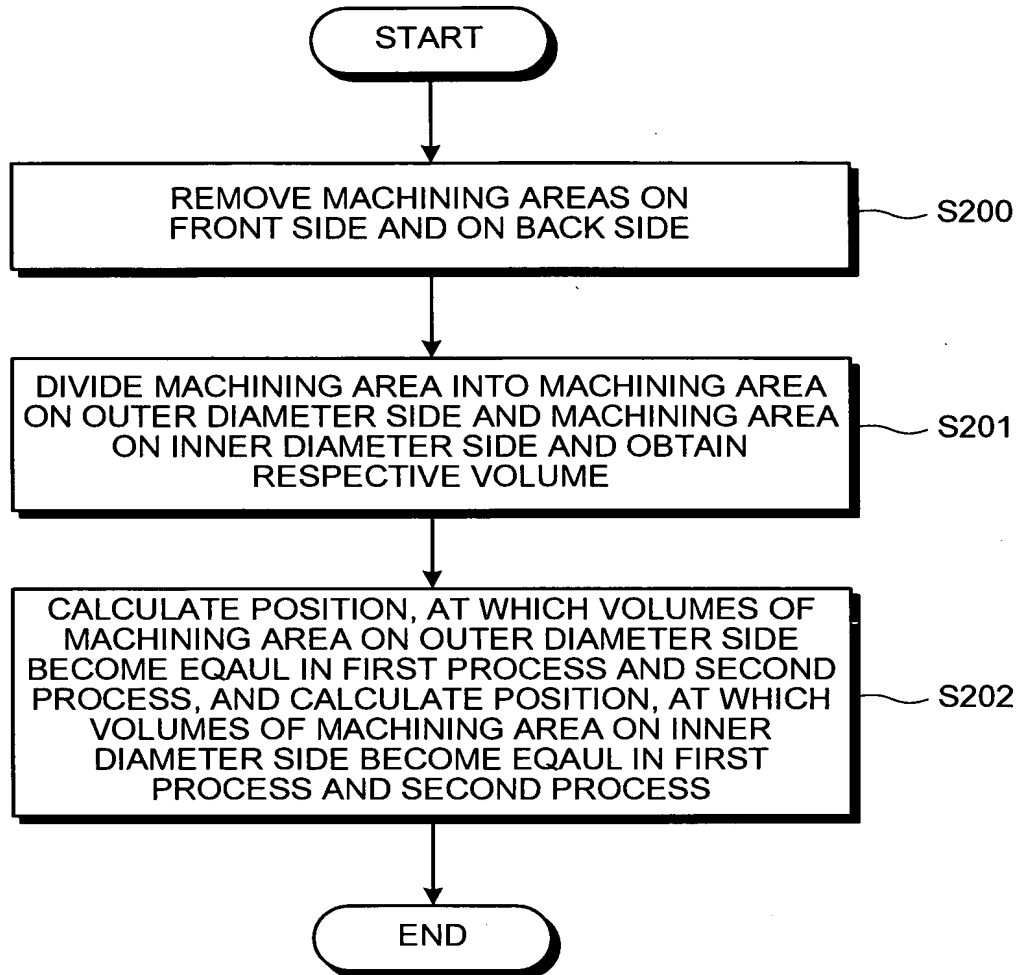 START
REMOVE MACHINING AREAS ON
FRONT SIDE AND ON BACK SIDE
S200
DIVIDE MACHINING AREA INTO MACHINING AREA
ON OUTER DIAMETER SIDE AND MACHINING AREA
ON INNER DIAMETER SIDE AND OBTAIN
RESPECTIVE VOLUME
S201
CALCULATE POSITION, AT WHICH VOLUMES OF
MACHINING AREA ON OUTER DIAMETER SIDE
BECOME EQAUL IN FIRST PROCESS AND SECOND
PROCESS, AND CALCULATE POSITION, AT WHICH
VOLUMES OF MACHINING AREA ON INNER
DIAMETER SIDE BECOME EQAUL IN FIRST
PROCESS AND SECOND PROCESS
S202
END